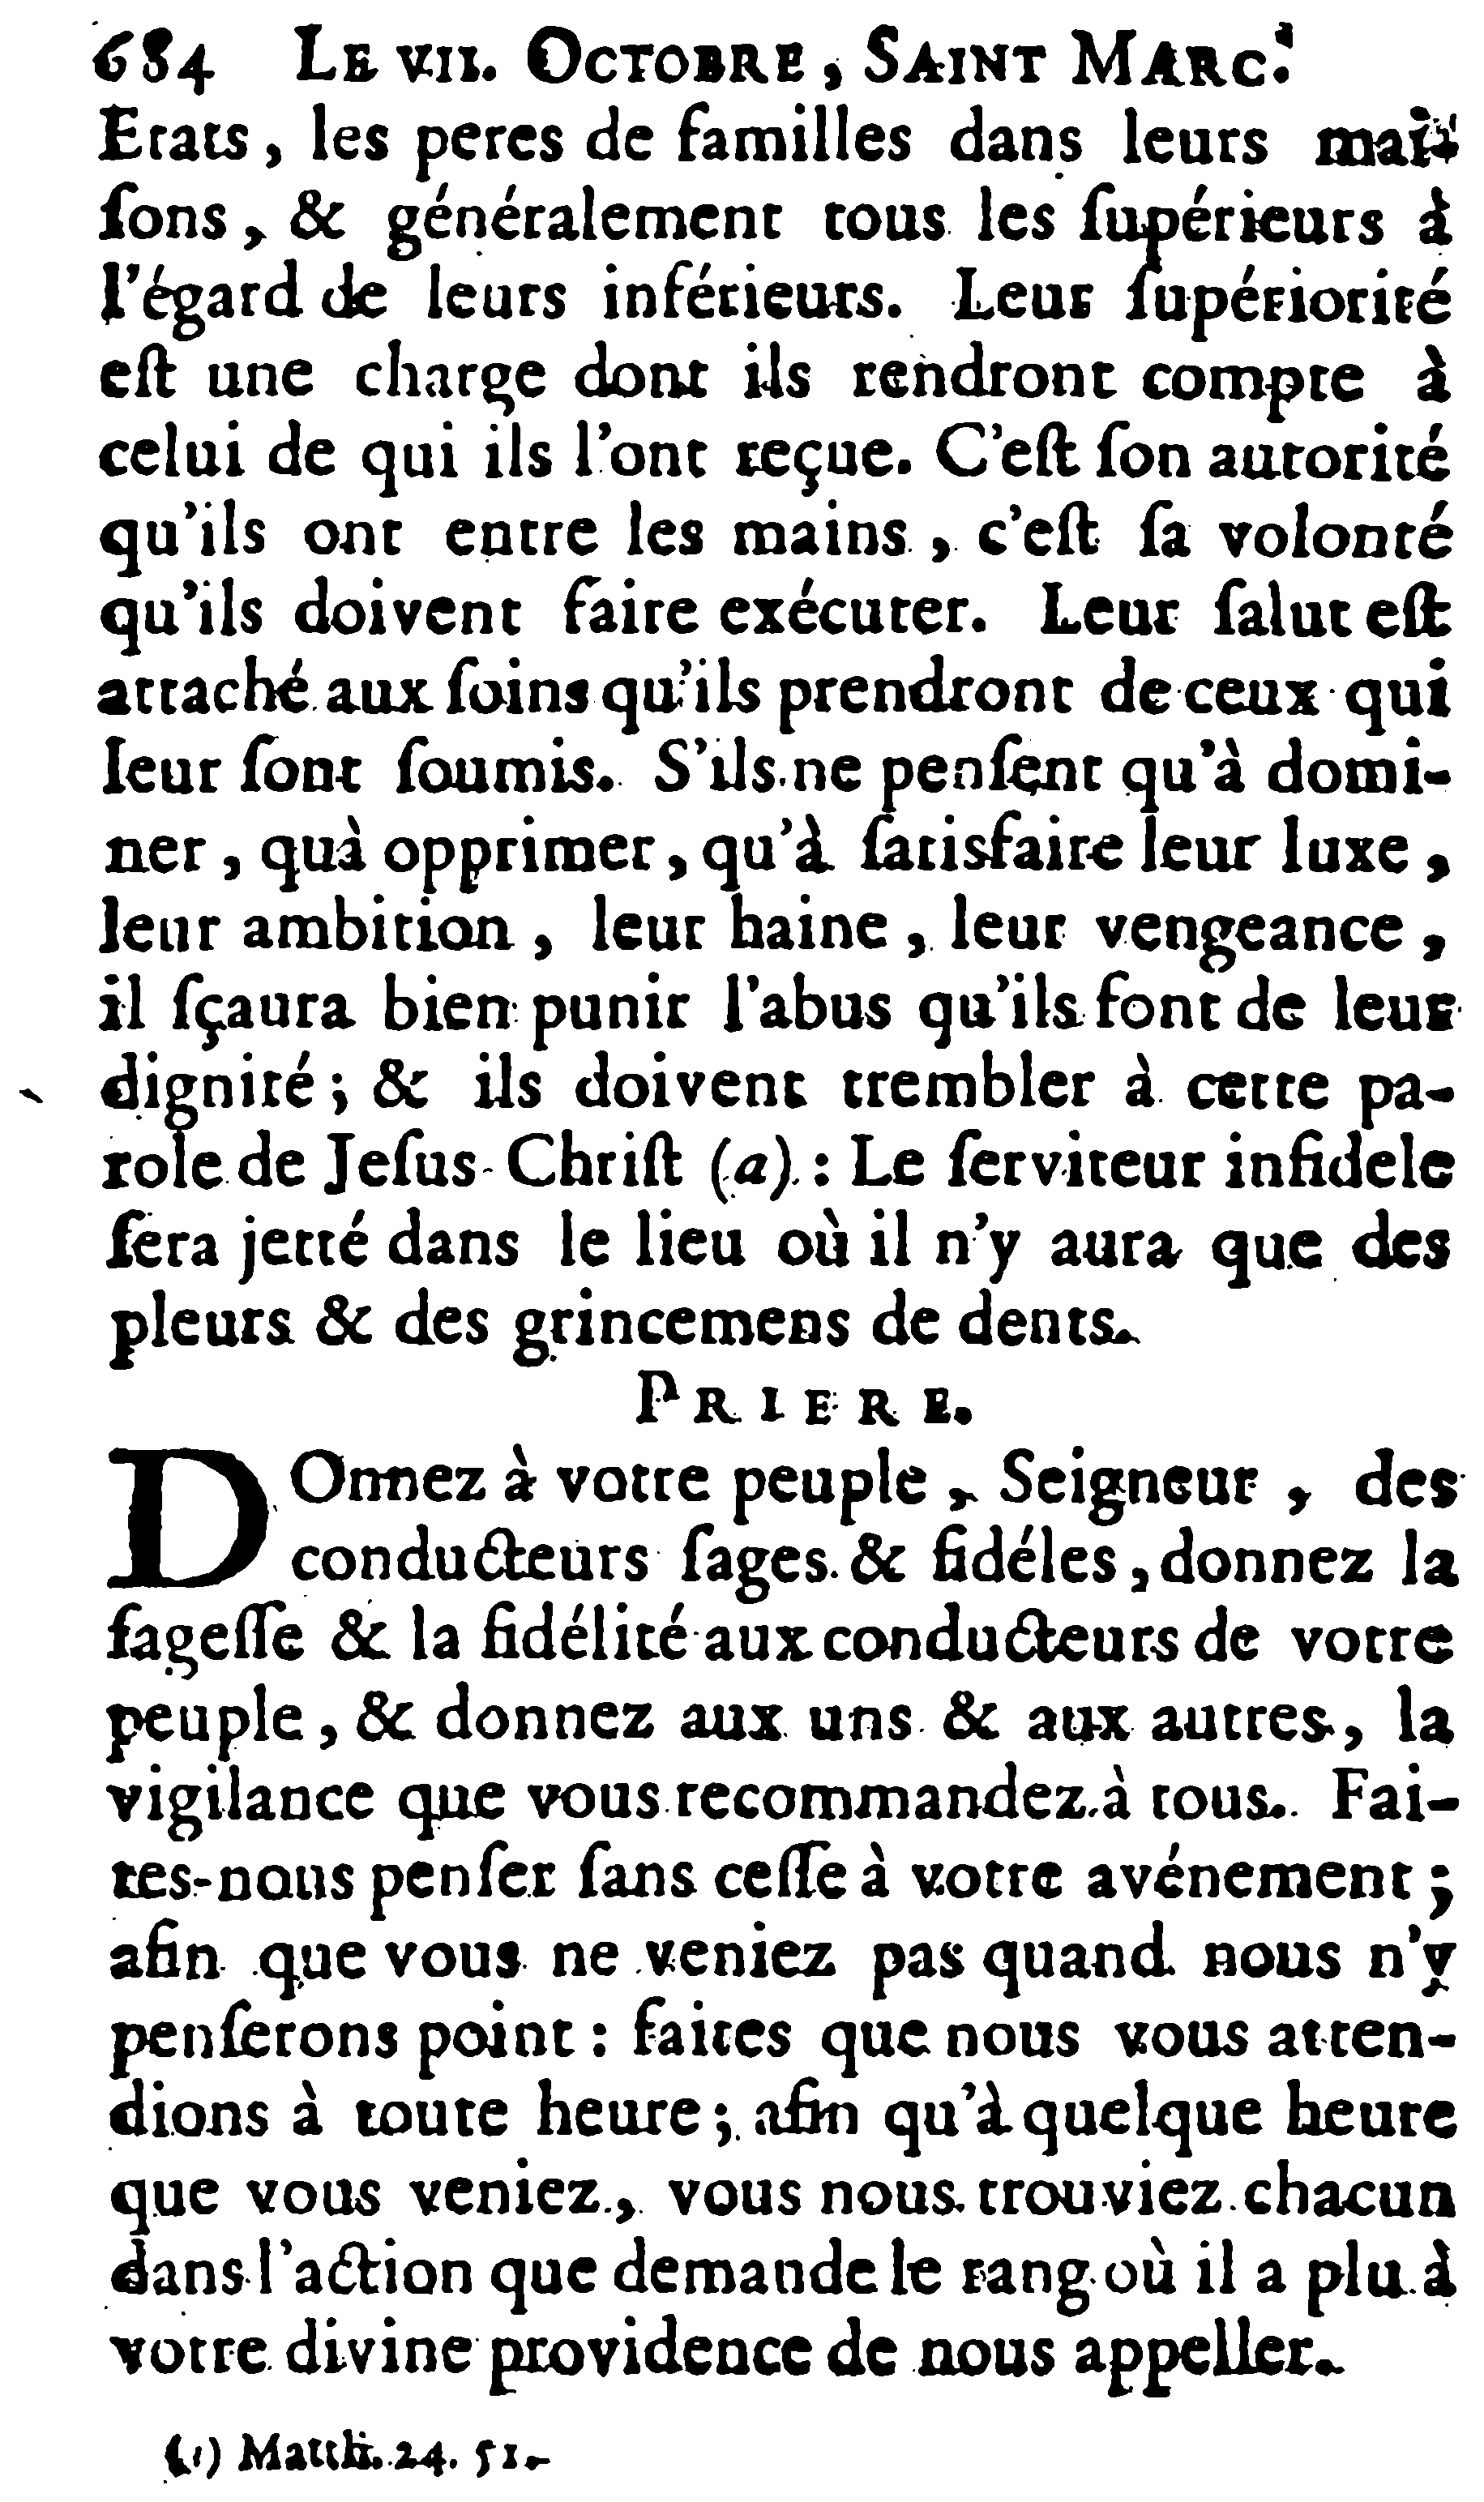 684 LE VII. OCTOBRE, SAINT MARC.
Etats, les peres de familles dans leurs mai-
ſons, & généralement tous les ſupérieurs à
l'égard de leurs inférieurs. Leur ſupériorité
eſt une charge dont ils rendront compte à
celui de qui ils l'ont reçue. C'eſt ſon autorité
qu'ils ont entre les mains, c'eſt ſa volonté
qu'ils doivent faire exécuter. Leur ſalut eſt
attaché aux ſoins qu'ils prendront de ceux qui
leur ſont ſoumis. S'ils ne penſent qu'à domi-
ner, quà opprimer, qu'à ſatisfaire leur luxe,
leur ambition, leur haine, leur vengeance,
il ſçaura bien punir l'abus qu'ils font de leur
dignité; & ils doivent trembler à cette pa-
role de Jeſus-Chriſt (a): Le ſerviteur infidele
ſera jetté dans le lieu où il n'y aura que des
pleurs & des grincemens de dents.
PRIERE.
DOnnez à votre peuple, Seigneur, des
conducteurs ſages & fidéles, donnez la
ſageſſe & la fidélité aux conducteurs de votre
peuple, & donnez aux uns & aux autres, la
vigilance que vous recommandez à tous. Fai-
tes-nous penſer ſans ceſſe à votre avénement;
afin que vous ne veniez pas quand nous n'y
penſerons point: faites que nous vous atten-
dions à toute heure; afin qu'à quelque heure
que vous veniez, vous nous trouviez chacun
dans l'action que demande le rang où il a plu à
votre divine providence de nous appeller.
(a) Matth. 24. 51.